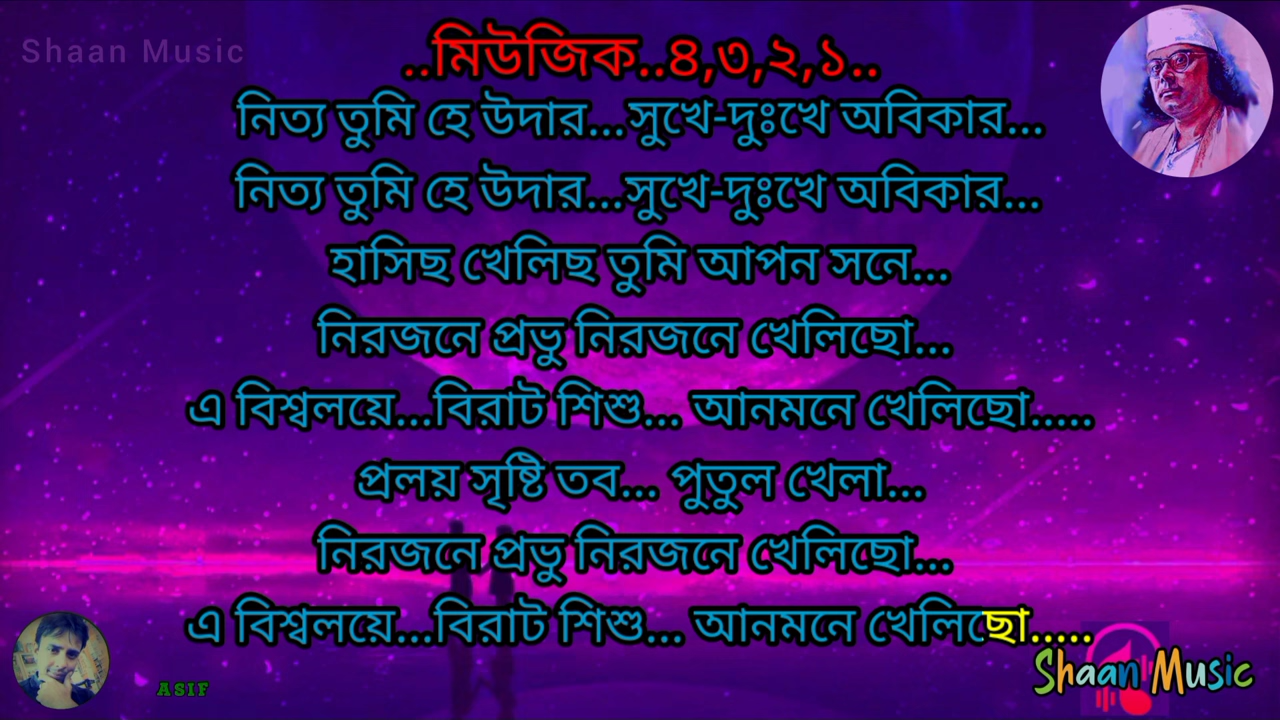 Shaan Music
..মিউজিক..৪,৩,২,১..
নিত্য তুমি হে উদার...সুখে-দুঃখে অবিকার...
নিত্য তুমি হে উদার...সুখে-দুঃখে অবিকার...
হাসিছ খেলিছ তুমি আপন সনে...
নিরজনে প্রভু নিরজনে খেলিছো...
এ বিশ্বলয়ে...বিরাট শিশু... আনমনে খেলিছো.....
প্রলয় সৃষ্টি তব... পুতুল খেলা...
নিরজনে প্রভু নিরজনে খেলিছো...
এ বিশ্বলয়ে...বিরাট শিশু... আনমনে খেলিছো.....
Shaan Music
ASIF